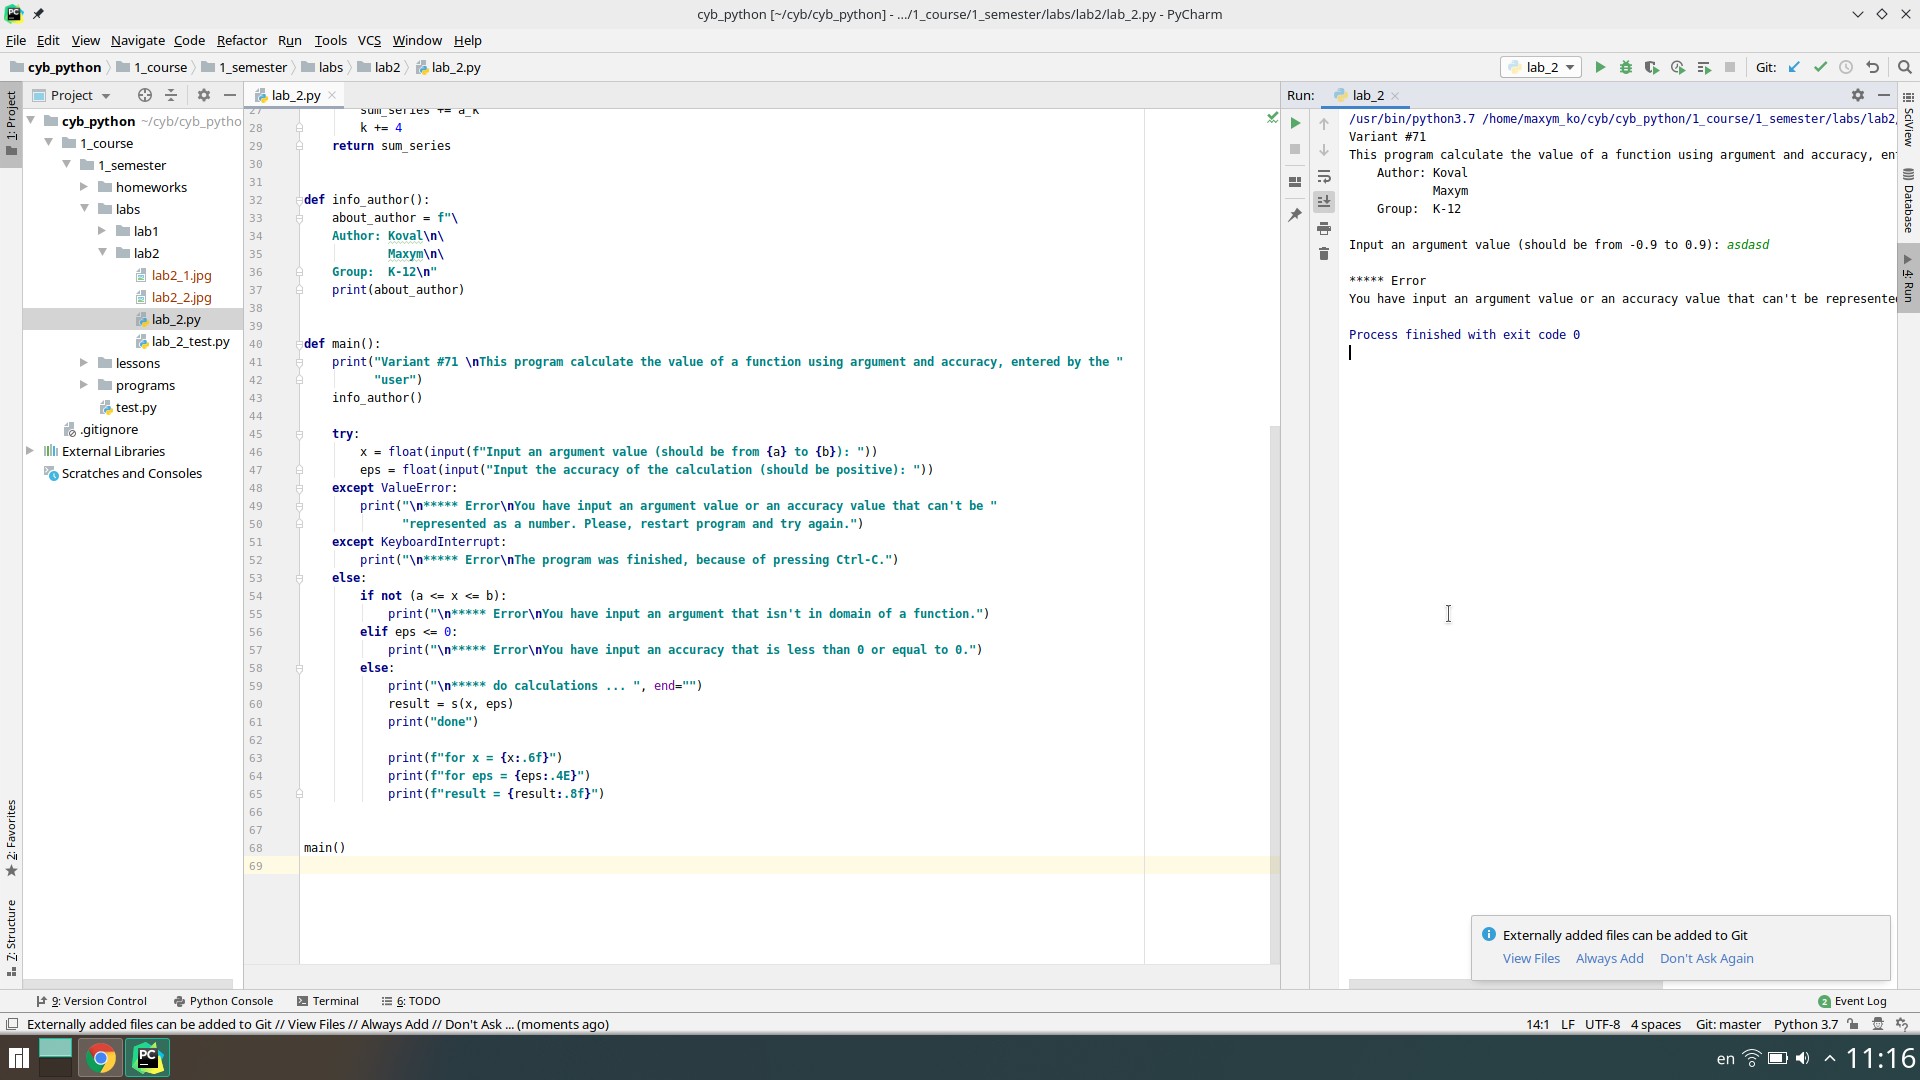 cyb_python [~/cyb/cyb_python] - .../1_course/1_semester/labs/lab2/lab_2.py - PyCharm
File Edit View Navigate Code Refactor Run Tools VCS Window Help
cyb_python 1_course 1_semester labs lab2 lab_2.py
lab_2 Git:
1: Project
Project
cyb_python ~/cyb/cyb_pytho
1_course
1_semester
homeworks
labs
lab1
lab2
lab2_1.jpg
lab2_2.jpg
lab_2.py
lab_2_test.py
lessons
programs
test.py
.gitignore
External Libraries
Scratches and Consoles
2: Favorites
7: Structure
lab_2.py
27 sum_series += a_k
28 k += 4
29 return sum_series
30
31
32 def info_author():
33 about_author = f"\
34 Author: Koval\n\
35 Maxym\n\
36 Group:  K-12\n"
37 print(about_author)
38
39
40 def main():
41 print("Variant #71 \nThis program calculate the value of a function using argument and accuracy, entered by the "
42 "user")
43 info_author()
44
45 try:
46 x = float(input(f"Input an argument value (should be from {a} to {b}): "))
47 eps = float(input("Input the accuracy of the calculation (should be positive): "))
48 except ValueError:
49 print("\n***** Error\nYou have input an argument value or an accuracy value that can't be "
50 "represented as a number. Please, restart program and try again.")
51 except KeyboardInterrupt:
52 print("\n***** Error\nThe program was finished, because of pressing Ctrl-C.")
53 else:
54 if not (a <= x <= b):
55 print("\n***** Error\nYou have input an argument that isn't in domain of a function.")
56 elif eps <= 0:
57 print("\n***** Error\nYou have input an accuracy that is less than 0 or equal to 0.")
58 else:
59 print("\n***** do calculations ... ", end="")
60 result = s(x, eps)
61 print("done")
62
63 print(f"for x = {x:.6f}")
64 print(f"for eps = {eps:.4E}")
65 print(f"result = {result:.8f}")
66
67
68 main()
69
Run: lab_2
/usr/bin/python3.7 /home/maxym_ko/cyb/cyb_python/1_course/1_semester/labs/lab2
Variant #71
This program calculate the value of a function using argument and accuracy, en
Author: Koval
Maxym
Group:  K-12
Input an argument value (should be from -0.9 to 0.9): asdasd
***** Error
You have input an argument value or an accuracy value that can't be represente
Process finished with exit code 0
SciView
Database
4: Run
Externally added files can be added to Git
View Files Always Add Don't Ask Again
9: Version Control Python Console Terminal 6: TODO 2 Event Log
Externally added files can be added to Git // View Files // Always Add // Don't Ask ... (moments ago) 14:1 LF UTF-8 4 spaces Git: master Python 3.7
PC en 11:16